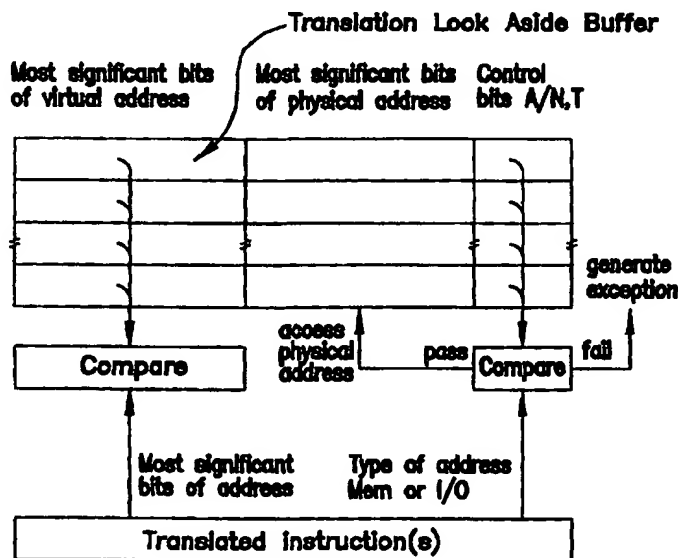 Translation Look Aside Buffer
Most significant bits
of virtual address
Most significant bits
of physical address
Control
bits A/N,T
generate
exception
access
physical
address
pass
fail
Compare
Compare
Most significant
bits of address
Type of address
Mem or I/O
Translated instruction(s)